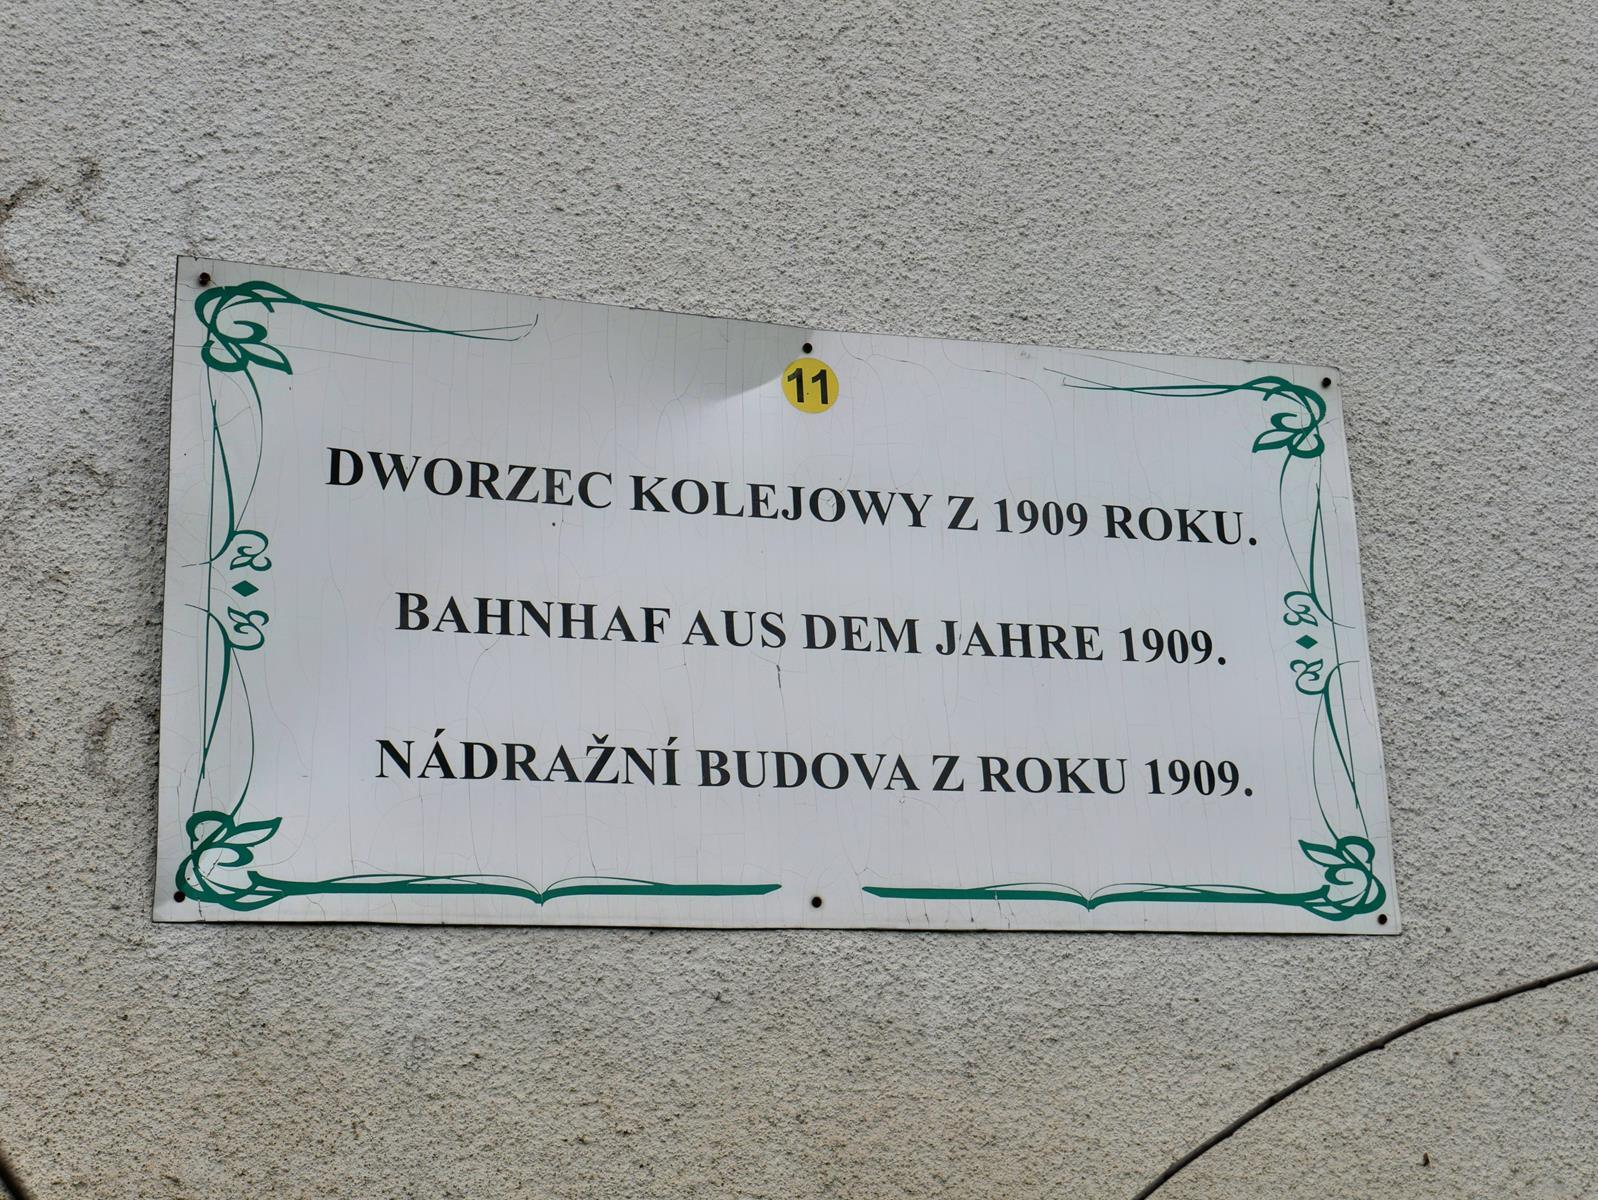 11
DWORZEC KOLEJOWY Z 1909 ROKU.
BAHNHAF AUS DEM JAHRE 1909.
NÁDRAŽNÍ BUDOVA Z ROKU 1909.